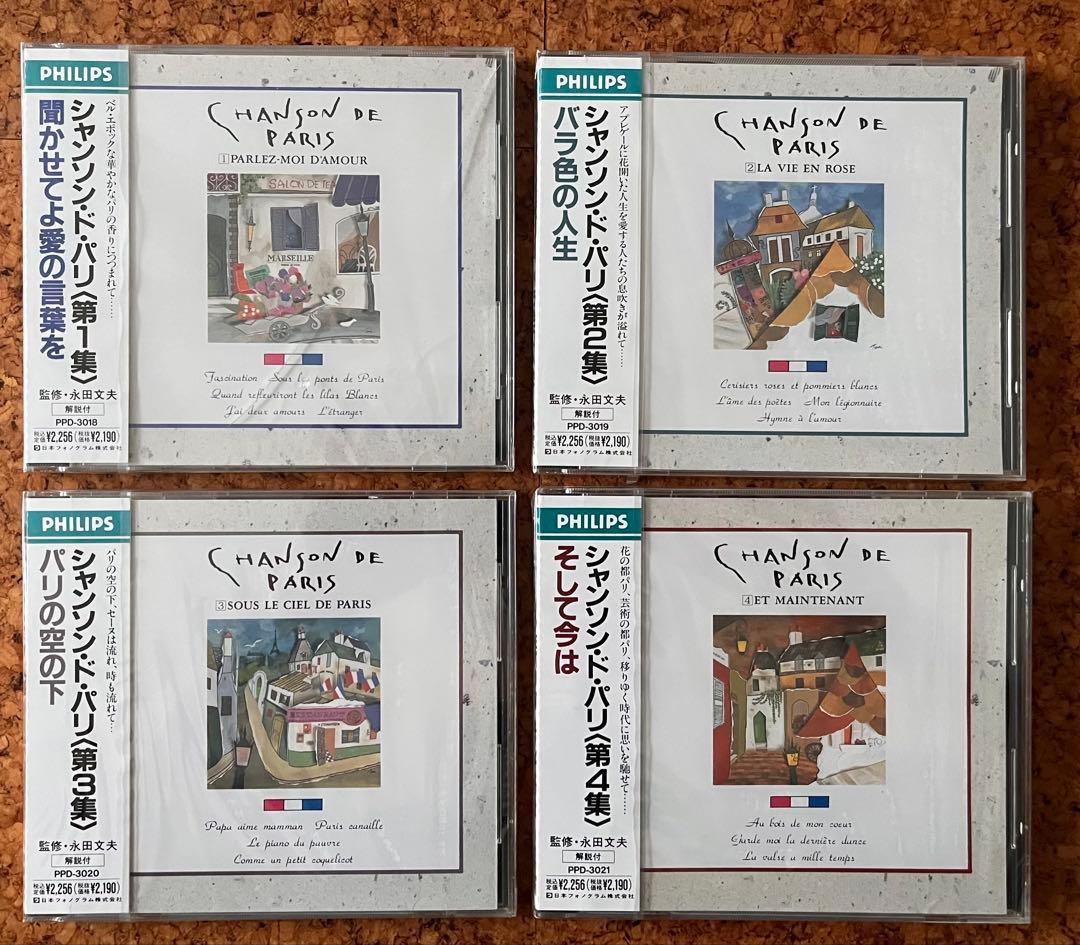 PHILIPS
ベル・エポックな華やかなパリの香りにつつまれて……
シャンソン・ド・パリ〈第1集〉
聞かせてよ愛の言葉を
監修・永田文夫
解説付
PPD-3018
税込定価¥2,256(税抜価格¥2,190)
日本フォノグラム株式会社
CHANSON DE
PARIS
1 PARLEZ-MOI D'AMOUR
SALON DE TEA
MARSEILLE
Fascination Sous les ponts de Paris
Quand refleuriront les lilas Blancs
J'ai deux amours L'étranger
PHILIPS
アプレゲールに花開いた人生を愛する人たちの息吹きが溢れて……
シャンソン・ド・パリ〈第2集〉
バラ色の人生
監修・永田文夫
解説付
PPD-3019
税込定価¥2,256(税抜価格¥2,190)
日本フォノグラム株式会社
CHANSON DE
PARIS
2 LA VIE EN ROSE
Cerisiers roses et pommiers blancs
L'âme des poètes Mon légionnaire
Hymne à l'amour
PHILIPS
パリの空の下、セーヌは流れ、時も流れて…
シャンソン・ド・パリ〈第3集〉
パリの空の下
監修・永田文夫
解説付
PPD-3020
税込定価¥2,256(税抜価格¥2,190)
日本フォノグラム株式会社
CHANSON DE
PARIS
3 SOUS LE CIEL DE PARIS
RESTAURANT
Papa aime mamman Paris canaille
Le piano du pauvre
Comme un petit coquelicot
PHILIPS
花の都パリ、芸術の都パリ、移りゆく時代に思いを馳せて……
シャンソン・ド・パリ〈第4集〉
そして今は
監修・永田文夫
解説付
PPD-3021
税込定価¥2,256(税抜価格¥2,190)
日本フォノグラム株式会社
CHANSON DE
PARIS
4 ET MAINTENANT
Au bois de mon coeur
Garde moi la dernière dance
La valse a mille temps